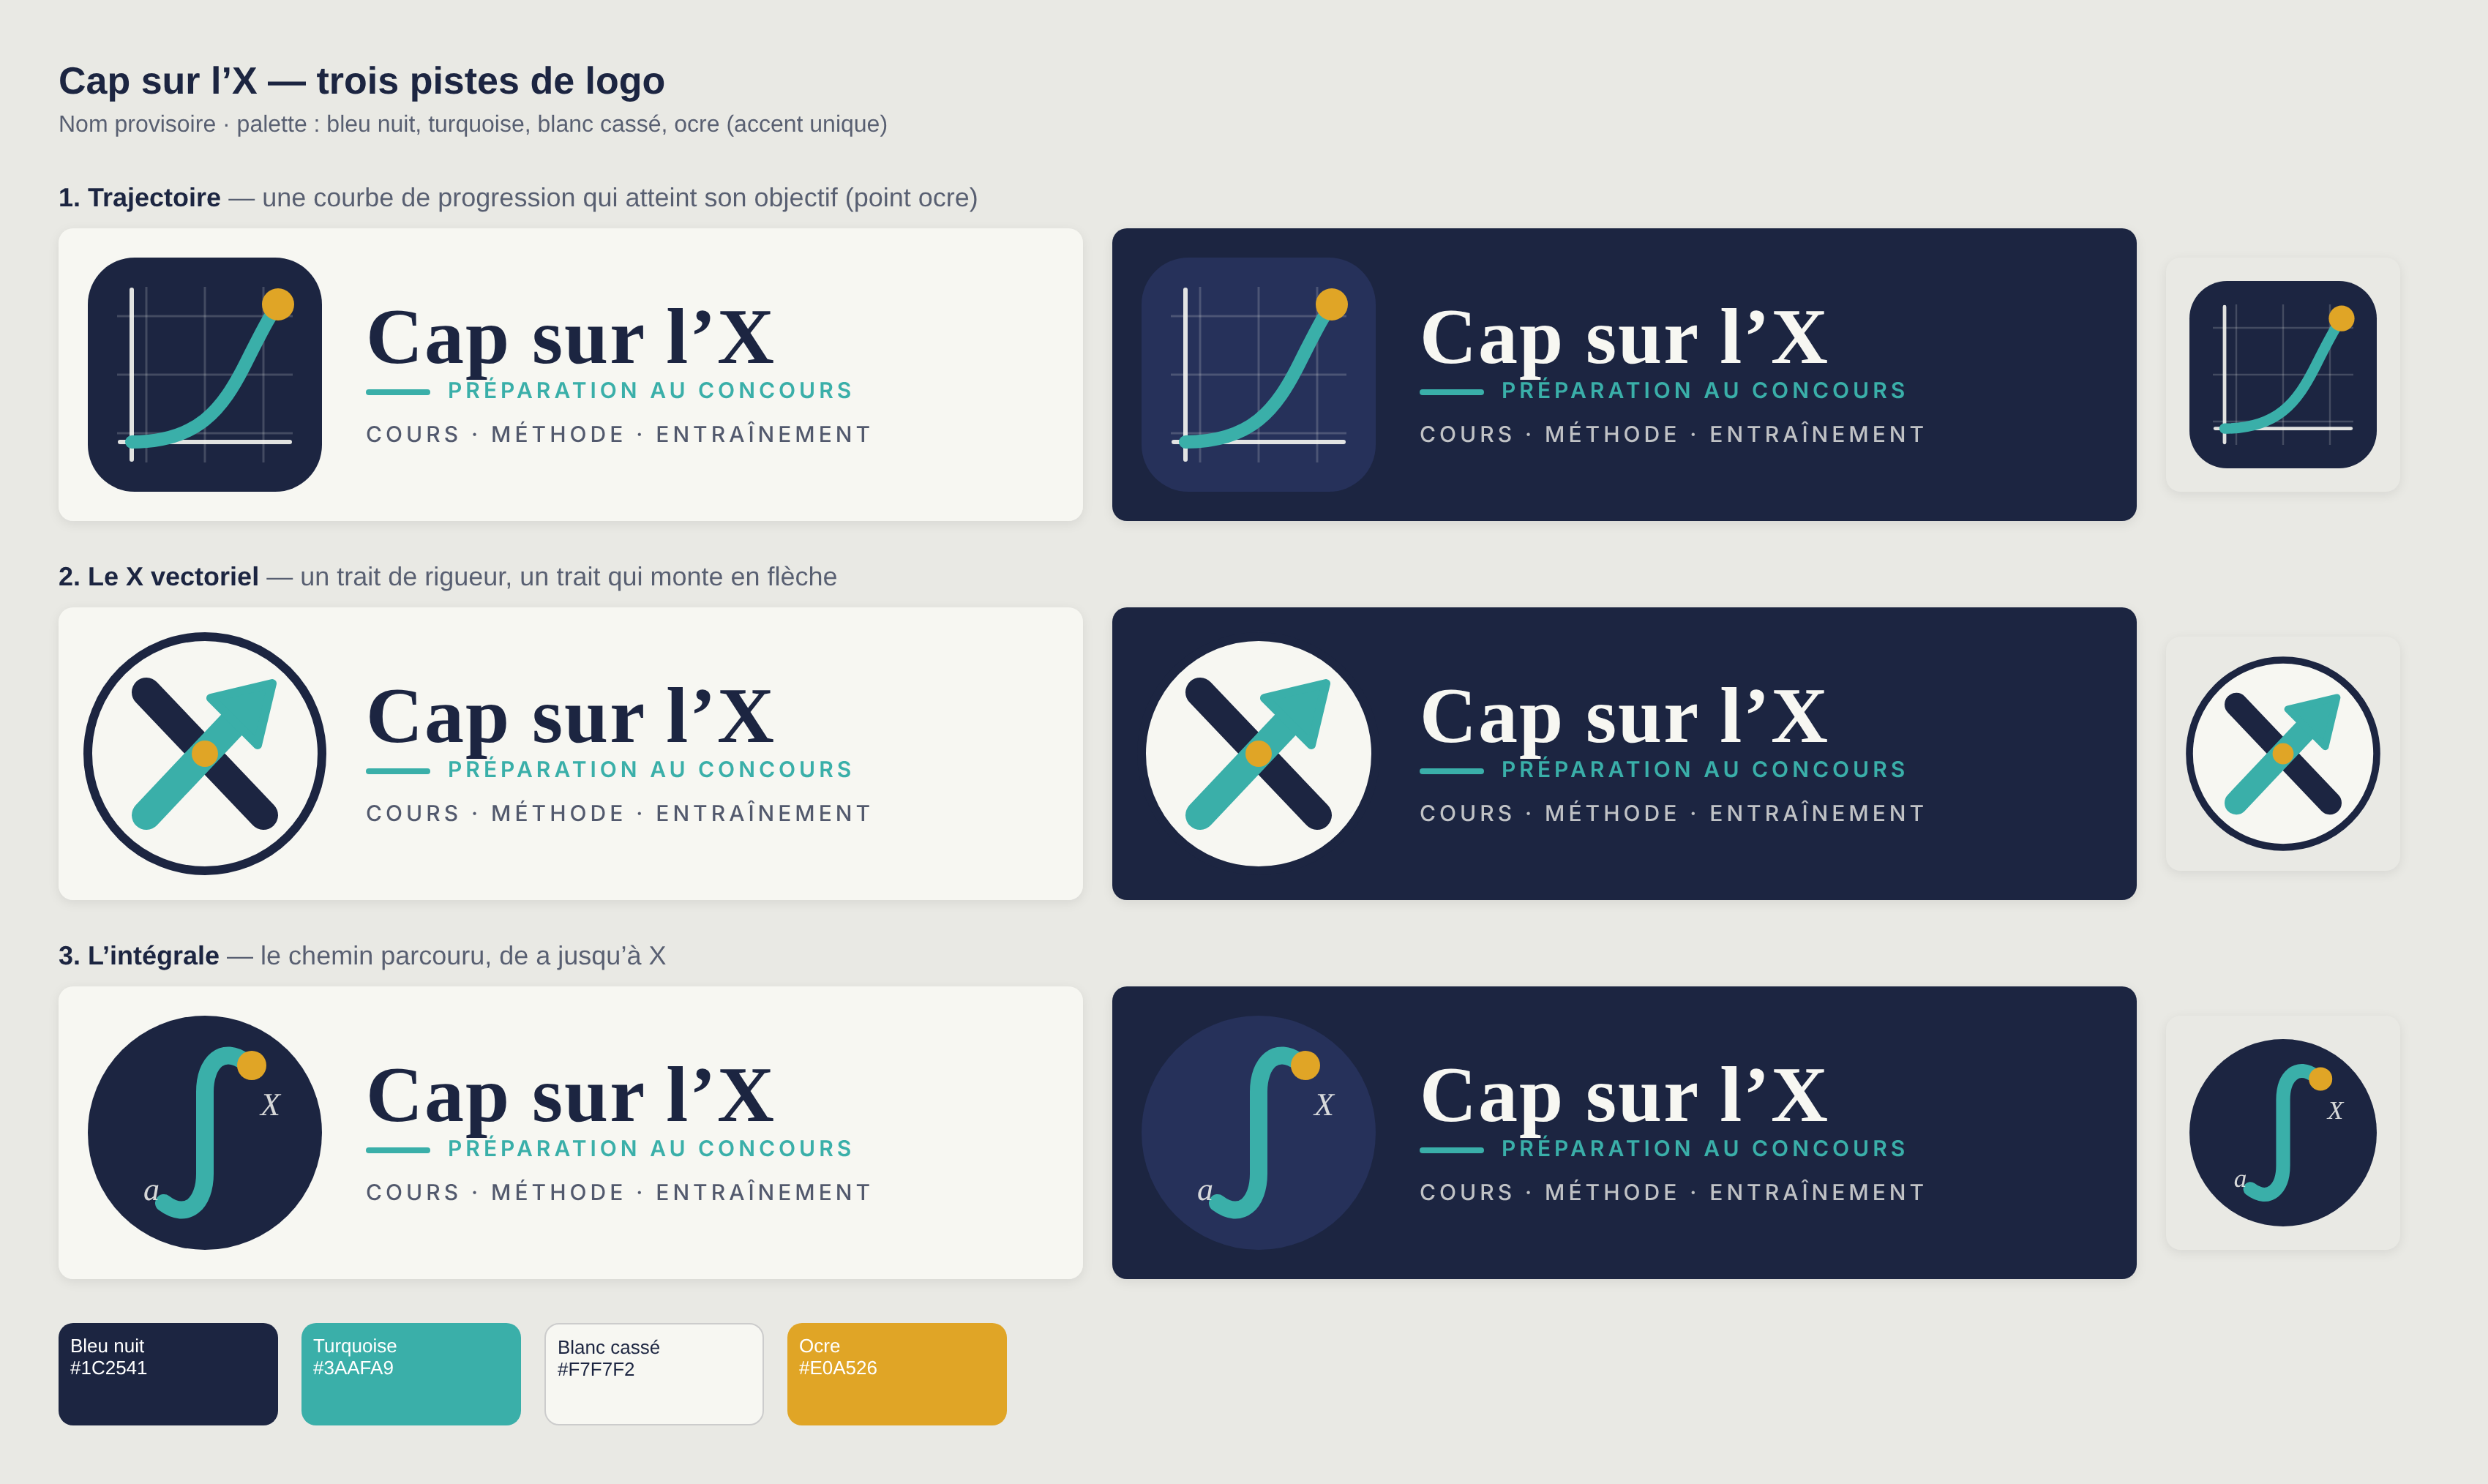 Cap sur l’X — trois pistes de logo
Nom provisoire · palette : bleu nuit, turquoise, blanc cassé, ocre (accent unique)
1. Trajectoire — une courbe de progression qui atteint son objectif (point ocre)
Cap sur l’X
PRÉPARATION AU CONCOURS
COURS · MÉTHODE · ENTRAÎNEMENT
Cap sur l’X
PRÉPARATION AU CONCOURS
COURS · MÉTHODE · ENTRAÎNEMENT
2. Le X vectoriel — un trait de rigueur, un trait qui monte en flèche
Cap sur l’X
PRÉPARATION AU CONCOURS
COURS · MÉTHODE · ENTRAÎNEMENT
Cap sur l’X
PRÉPARATION AU CONCOURS
COURS · MÉTHODE · ENTRAÎNEMENT
3. L’intégrale — le chemin parcouru, de a jusqu’à X
X
a
Cap sur l’X
PRÉPARATION AU CONCOURS
COURS · MÉTHODE · ENTRAÎNEMENT
X
a
Cap sur l’X
PRÉPARATION AU CONCOURS
COURS · MÉTHODE · ENTRAÎNEMENT
X
a
Bleu nuit
#1C2541
Turquoise
#3AAFA9
Blanc cassé
#F7F7F2
Ocre
#E0A526